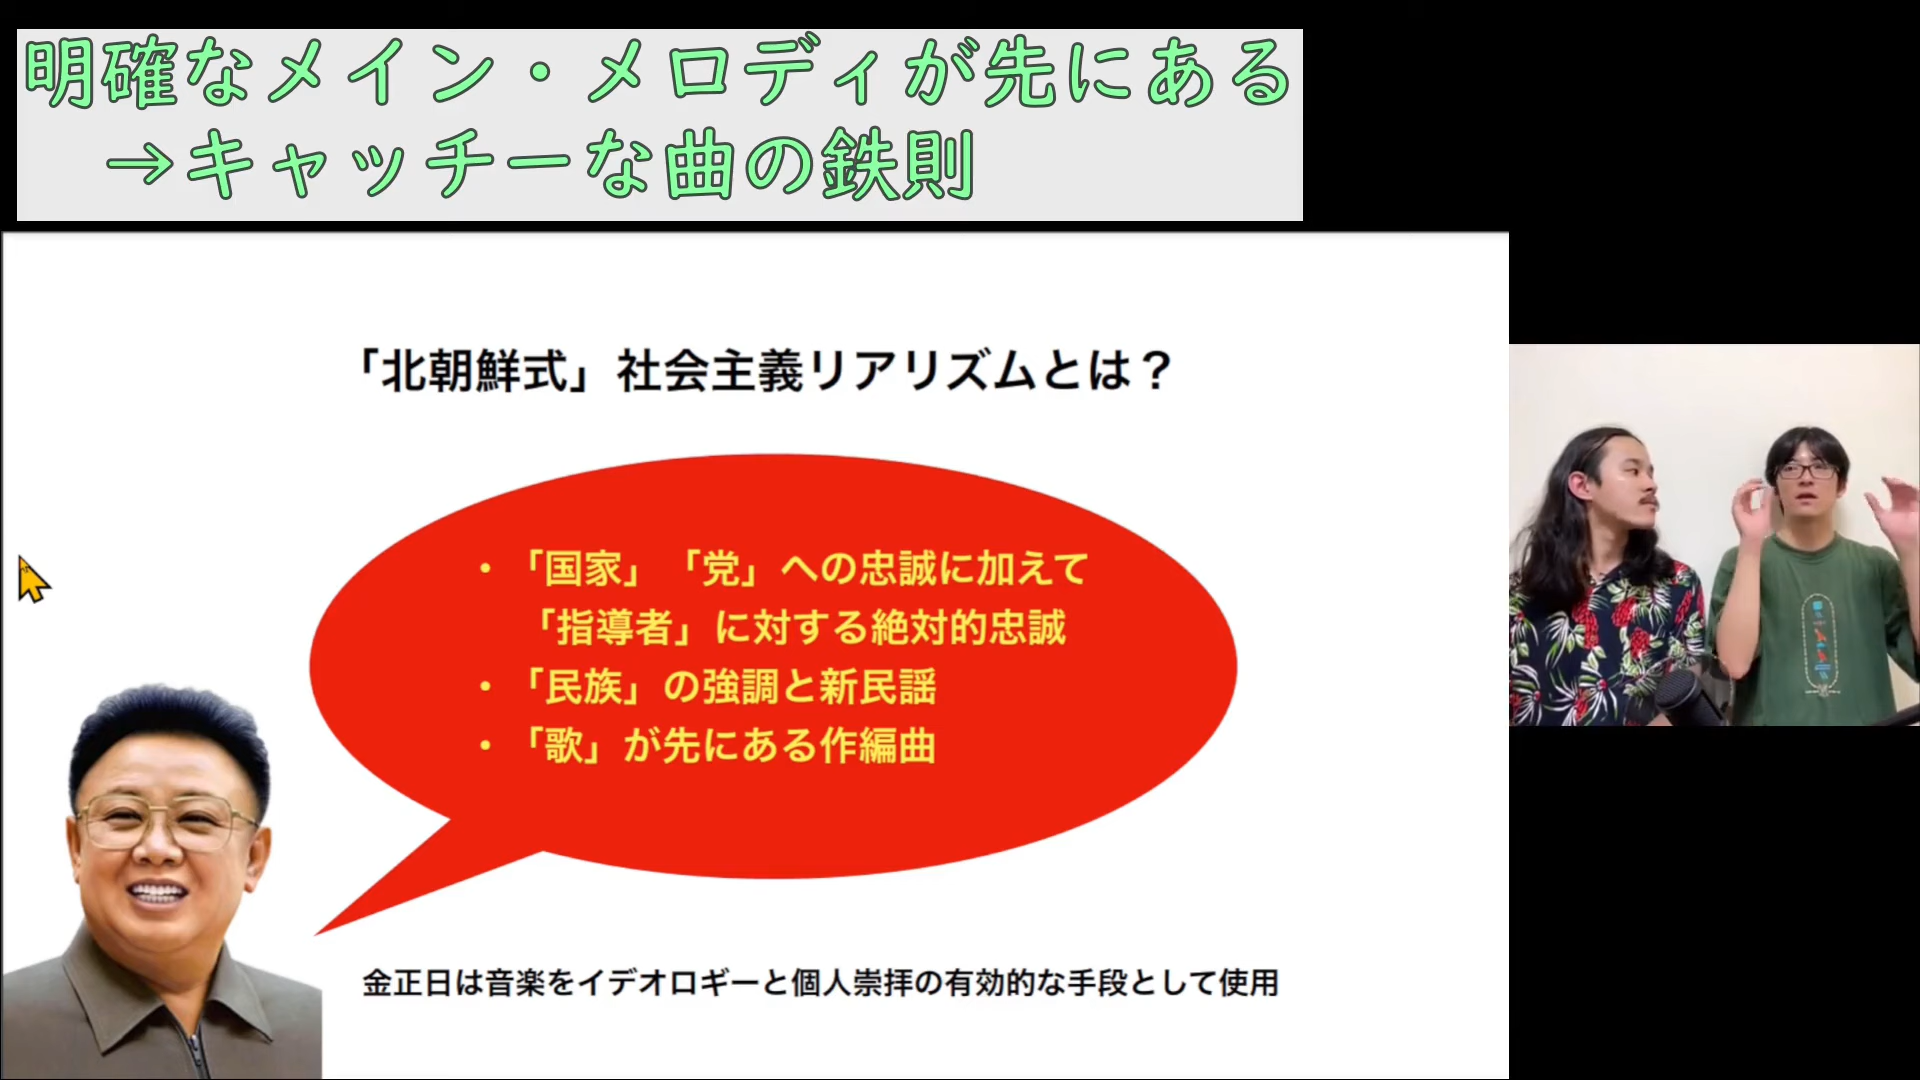 明確なメイン・メロディが先にある
→キャッチーな曲の鉄則
「北朝鮮式」社会主義リアリズムとは？
・「国家」「党」への忠誠に加えて
「指導者」に対する絶対的忠誠
・「民族」の強調と新民謡
・「歌」が先にある作編曲
金正日は音楽をイデオロギーと個人崇拝の有効的な手段として使用